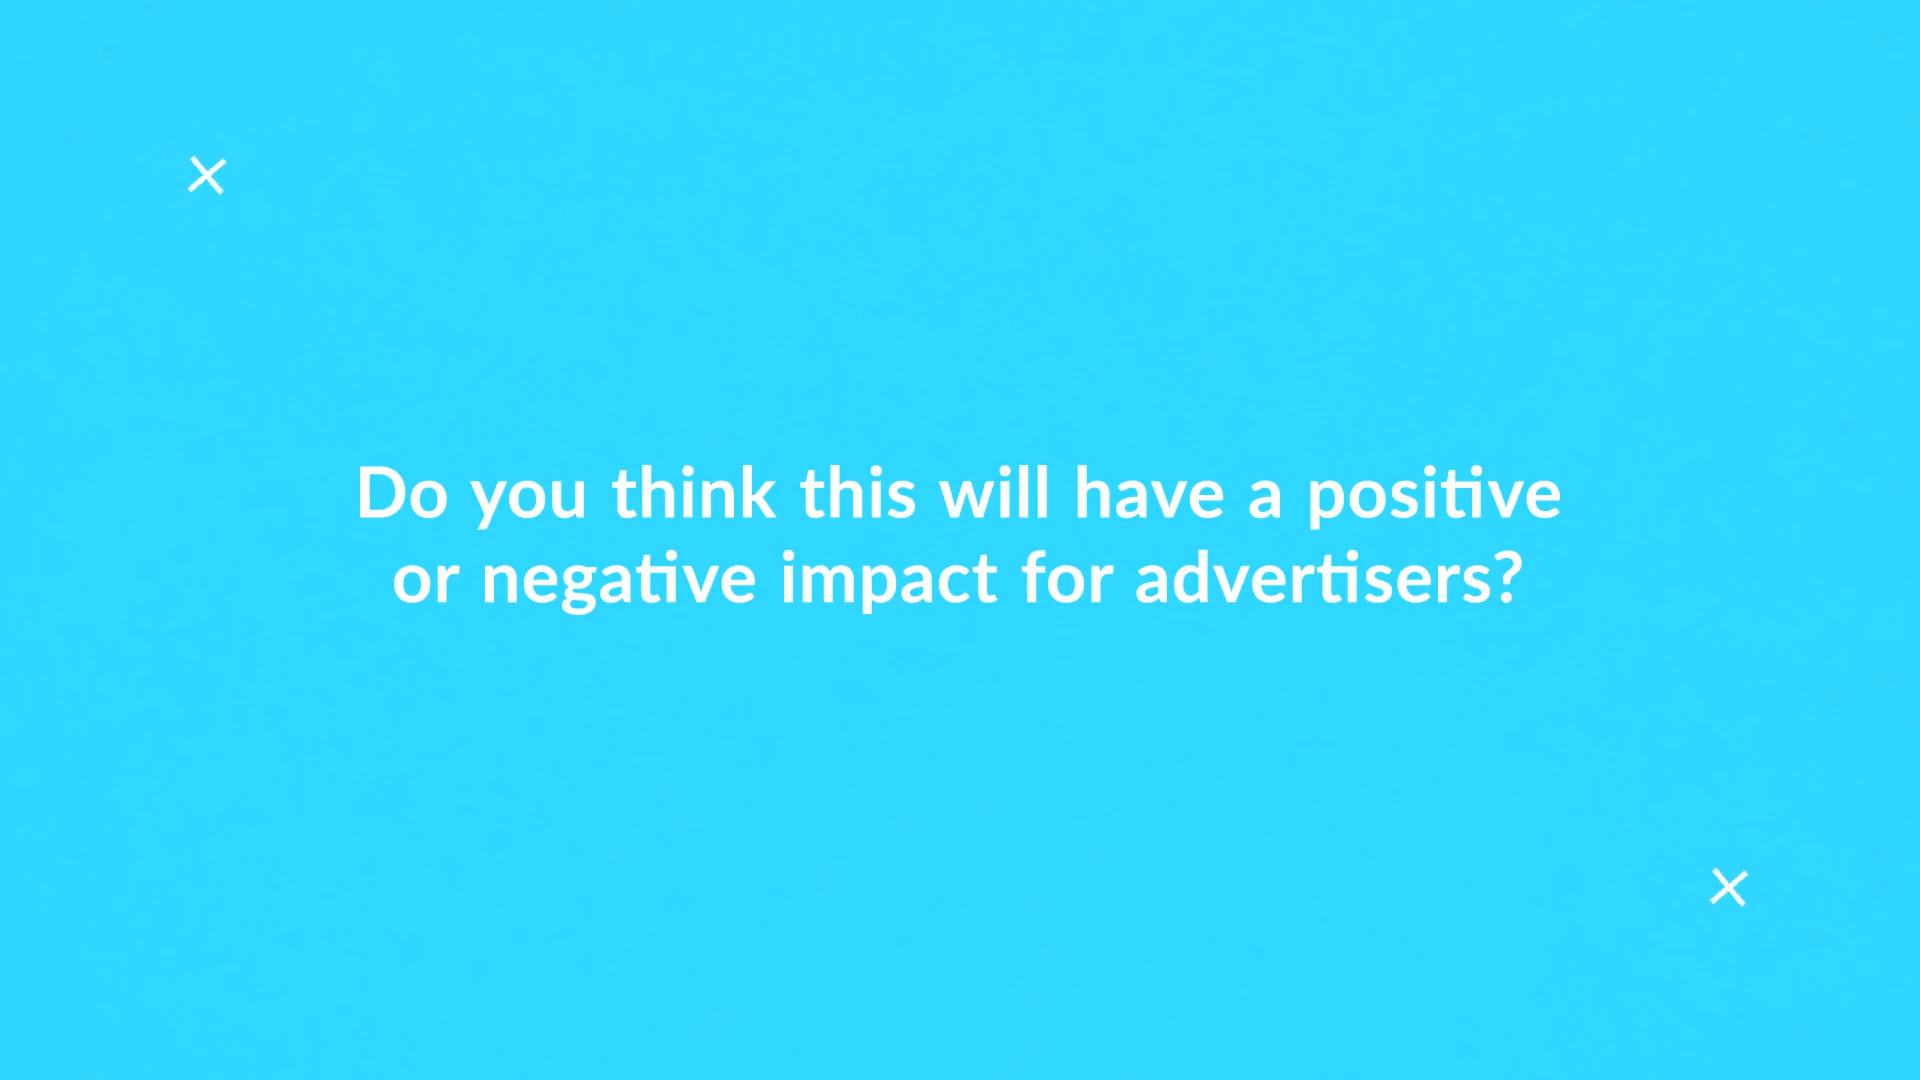 Do you think this will have a positive
or negative impact for advertisers?